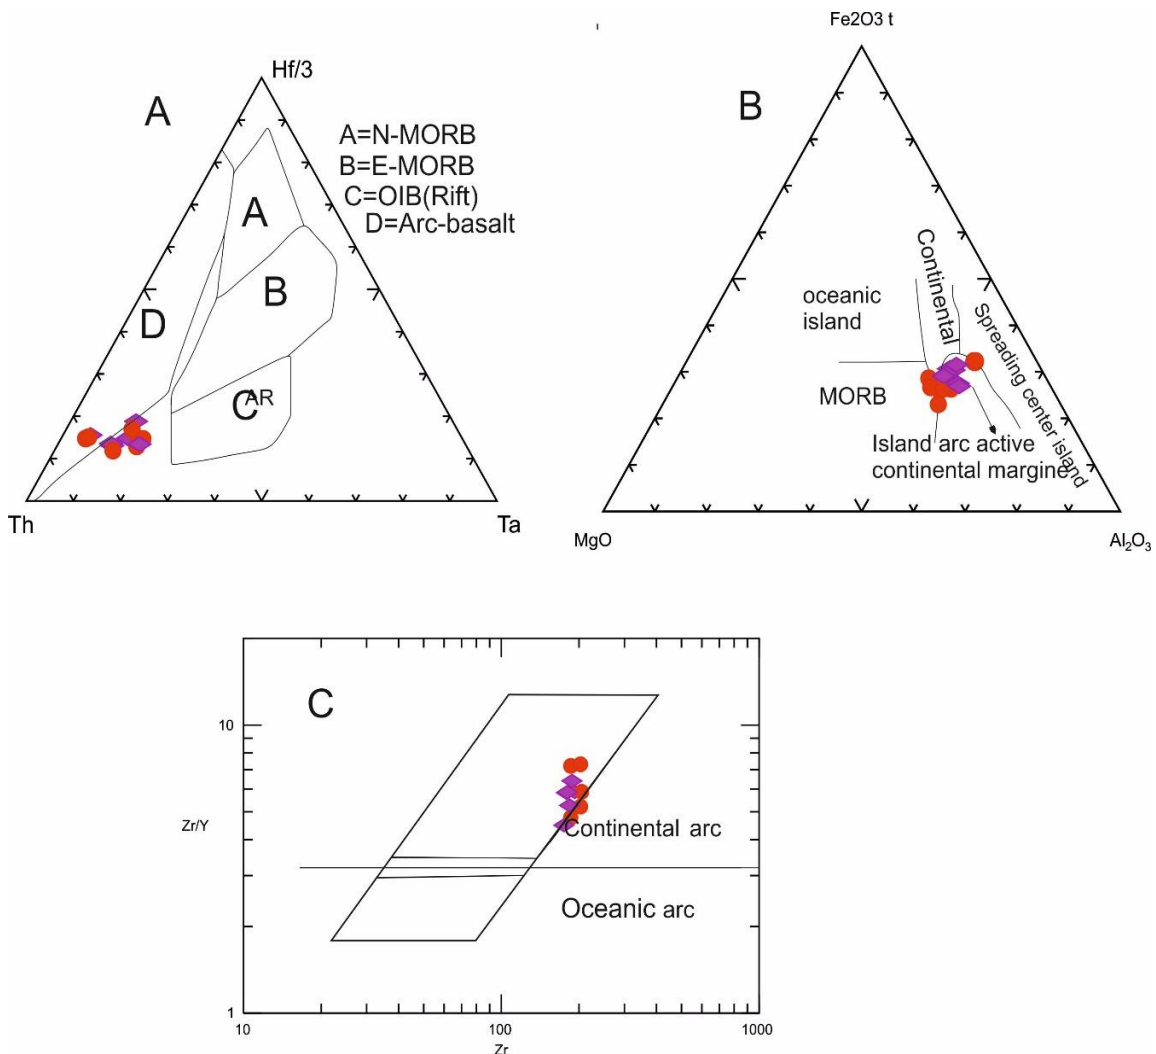 Hf/3
A
A=N-MORB
B=E-MORB
C=OIB(Rift)
D=Arc-basalt
A
B
D
C
AR
Th
Ta
Fe2O3 t
B
Continental
oceanic
island
Spreading center island
MORB
Island arc active
continental margine
MgO
Al₂O₃
C
10
Zr/Y
Continental arc
Oceanic arc
1
10
100
1000
Zr